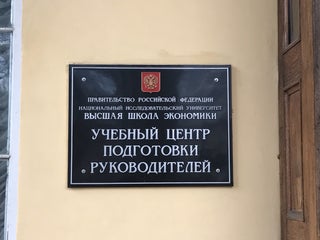 ПРАВИТЕЛЬСТВО РОССИЙСКОЙ ФЕДЕРАЦИИ
НАЦИОНАЛЬНЫЙ ИССЛЕДОВАТЕЛЬСКИЙ УНИВЕРСИТЕТ
ВЫСШАЯ ШКОЛА ЭКОНОМИКИ
УЧЕБНЫЙ ЦЕНТР
ПОДГОТОВКИ
РУКОВОДИТЕЛЕЙ